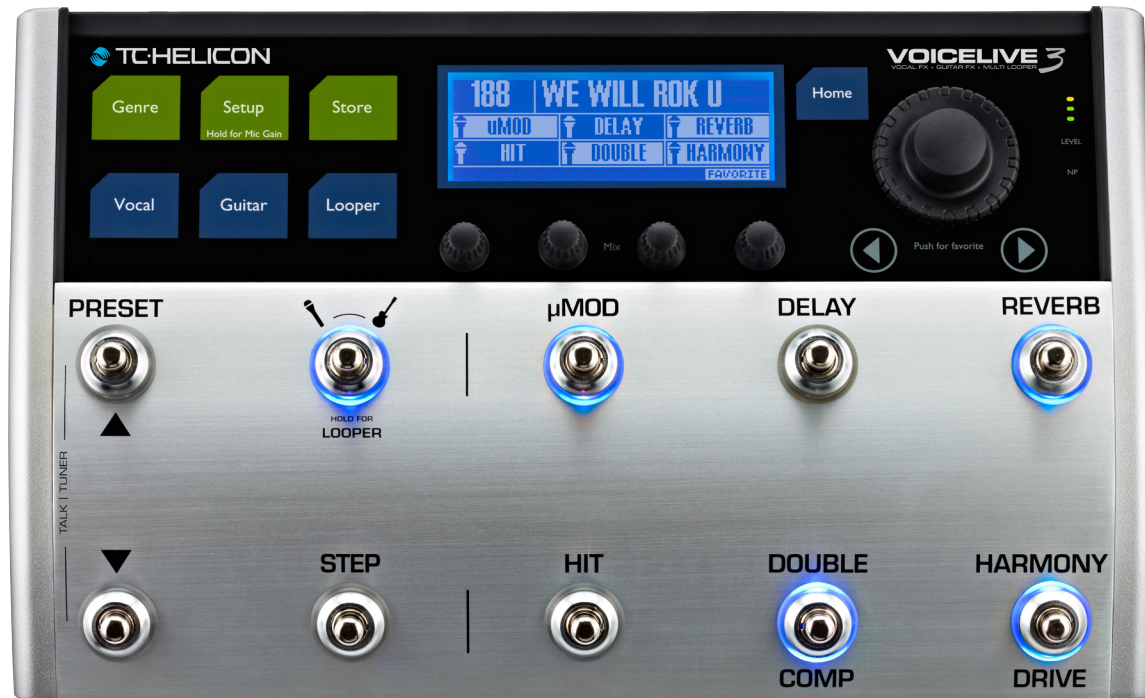 TC·HELICON
VOICELIVE 3
VOCAL FX + GUITAR FX + MULTI LOOPER
Genre
Setup
Hold for Mic Gain
Store
188 WE WILL ROK U
µMOD DELAY REVERB
HIT DOUBLE HARMONY
FAVORITE
Home
LEVEL
NP
Vocal
Guitar
Looper
Mix
Push for favorite
PRESET
µMOD
DELAY
REVERB
HOLD FOR
LOOPER
TALK | TUNER
STEP
HIT
DOUBLE
HARMONY
COMP
DRIVE